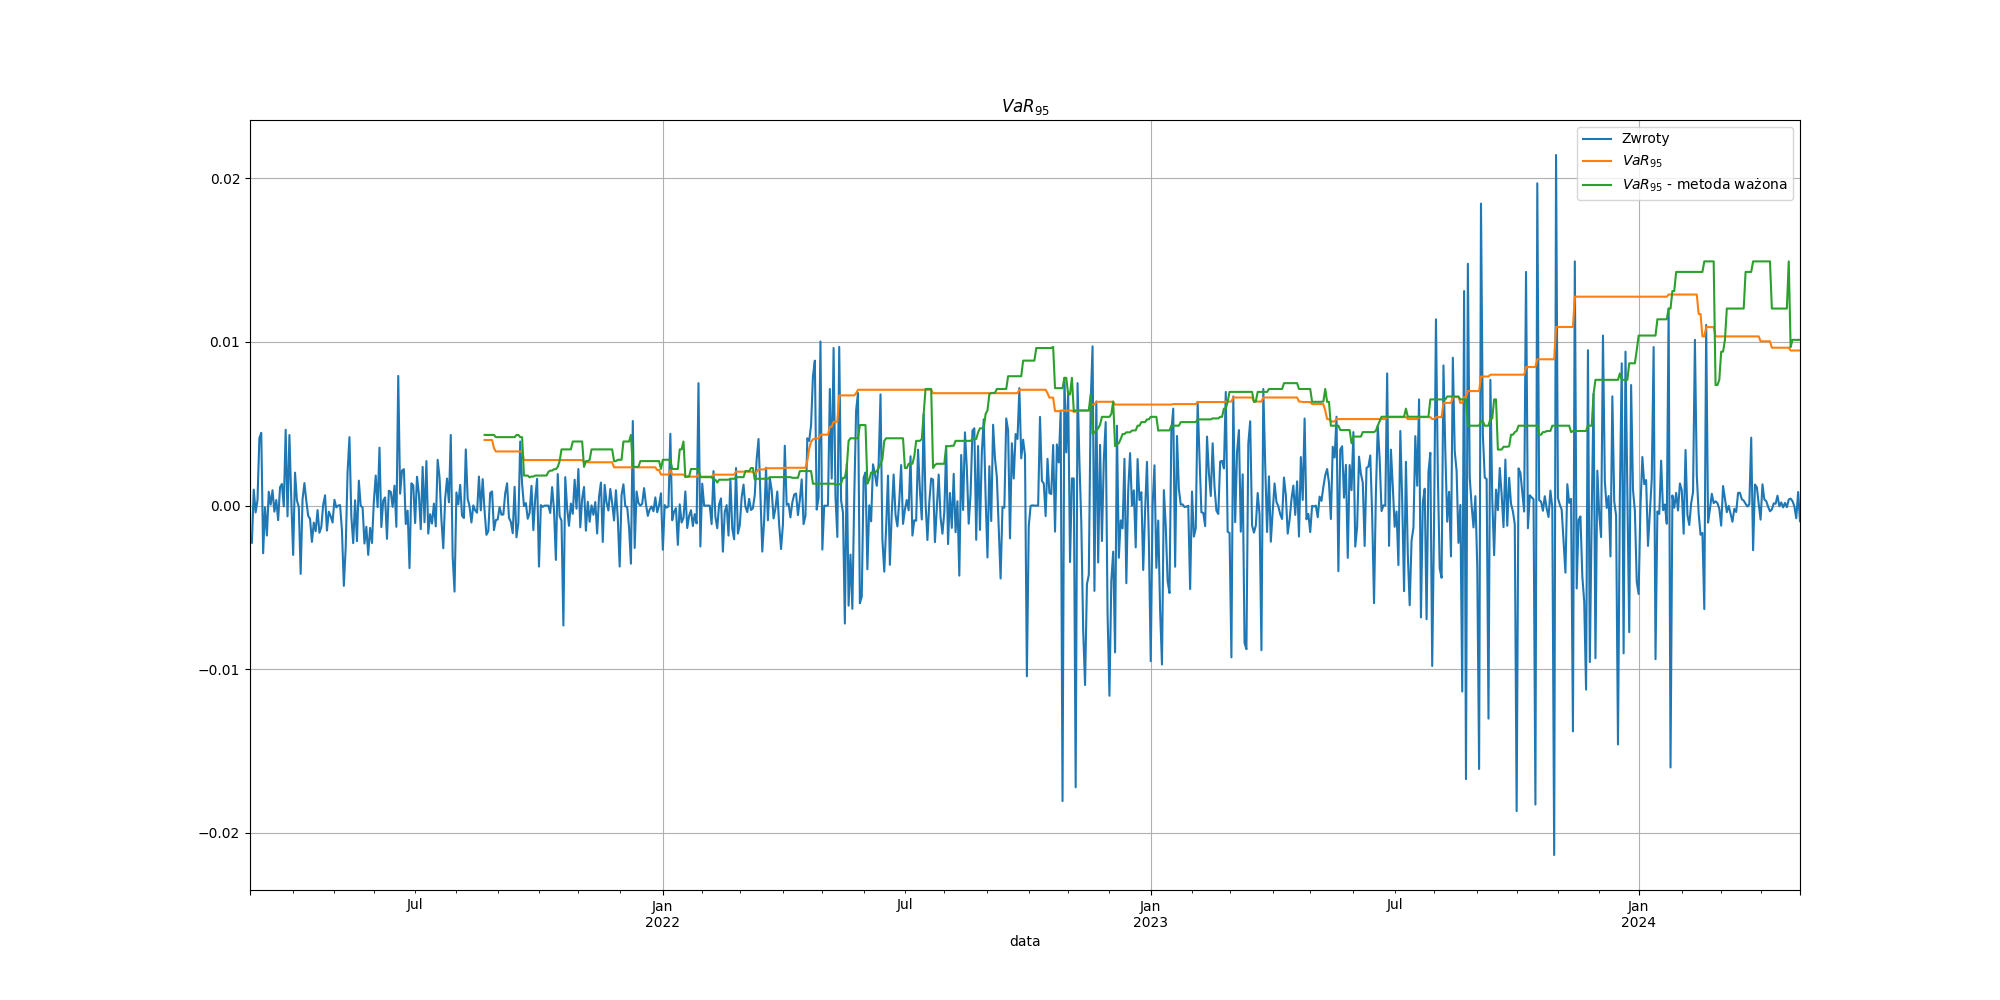 VaR₉₅
Zwroty
VaR₉₅
VaR₉₅ - metoda ważona
0.02
0.01
0.00
−0.01
−0.02
Jul
Jan
2022
Jul
Jan
2023
Jul
Jan
2024
data